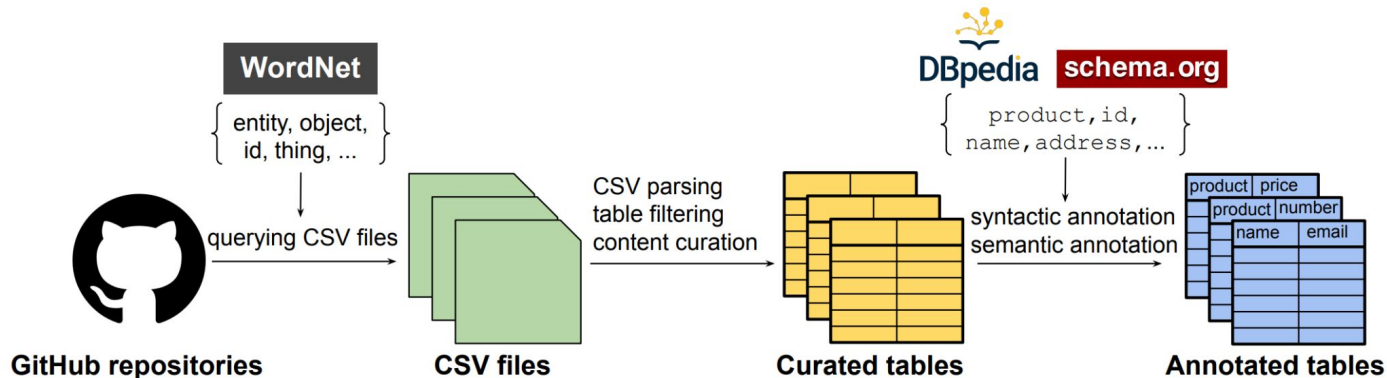 WordNet
entity, object,
id, thing, ...
querying CSV files
GitHub repositories
CSV files
CSV parsing
table filtering
content curation
Curated tables
DBpedia
schema.org
product,id,
name,address,...
syntactic annotation
semantic annotation
product price
product number
name email
Annotated tables